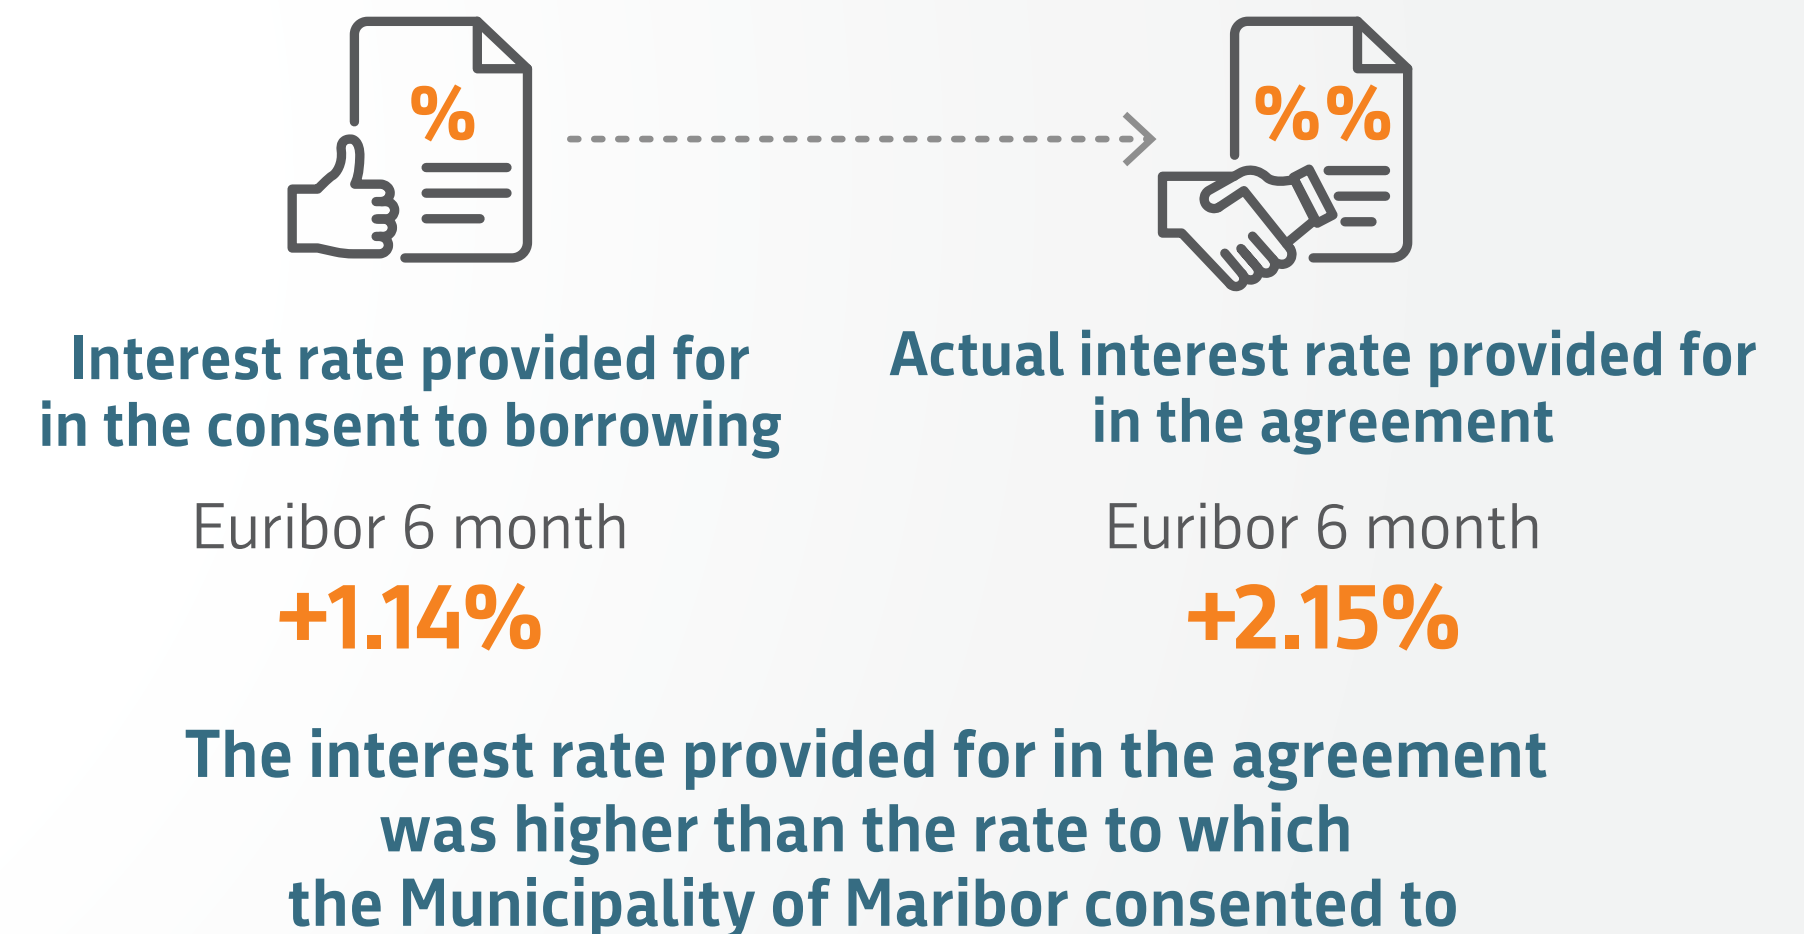 %
%%
Interest rate provided for
in the consent to borrowing
Euribor 6 month
+1.14%
Actual interest rate provided for
in the agreement
Euribor 6 month
+2.15%
The interest rate provided for in the agreement
was higher than the rate to which
the Municipality of Maribor consented to